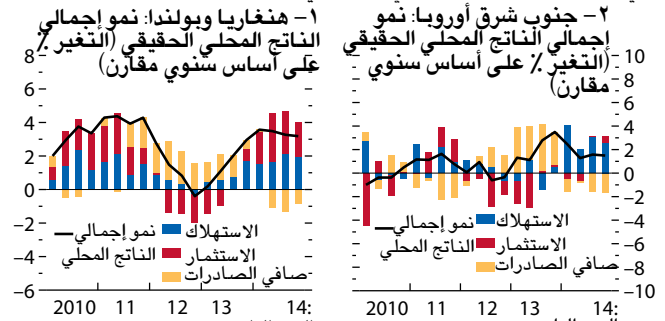 ١– هنغاريا وبولندا: نمو إجمالي
الناتج المحلي الحقيقي (التغير ٪
على أساس سنوي مقارن)
8
6
4
2
0
–2
–4
–6
نمو إجمالي
الناتج المحلي
الاستهلاك
الاستثمار
صافي الصادرات
2010 11 12 13 14:
٢– جنوب شرق أوروبا: نمو
إجمالي الناتج المحلي الحقيقي
(التغير ٪ على أساس سنوي
مقارن)
10
8
6
4
2
0
–2
–4
–6
–8
–10
نمو إجمالي
الناتج المحلي
الاستهلاك
الاستثمار
صافي الصادرات
2010 11 12 13 14: